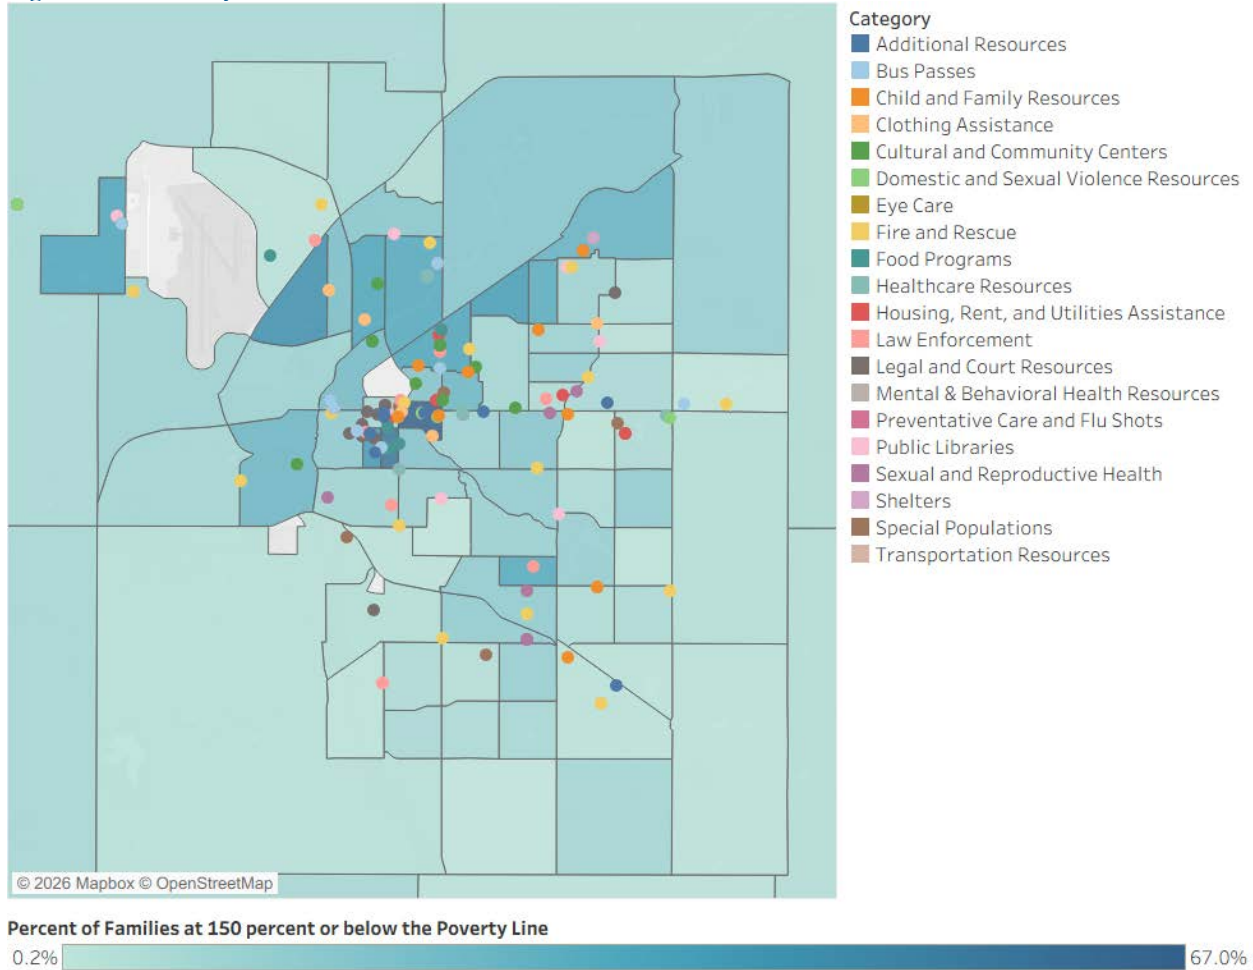 Category
Additional Resources
Bus Passes
Child and Family Resources
Clothing Assistance
Cultural and Community Centers
Domestic and Sexual Violence Resources
Eye Care
Fire and Rescue
Food Programs
Healthcare Resources
Housing, Rent, and Utilities Assistance
Law Enforcement
Legal and Court Resources
Mental & Behavioral Health Resources
Preventative Care and Flu Shots
Public Libraries
Sexual and Reproductive Health
Shelters
Special Populations
Transportation Resources
© 2026 Mapbox © OpenStreetMap
Percent of Families at 150 percent or below the Poverty Line
0.2% 67.0%